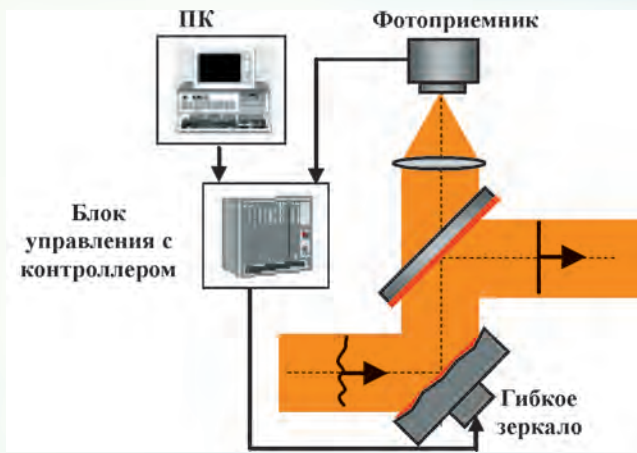 ПК
Фотоприемник
Блок
управления с
контроллером
Гибкое
зеркало